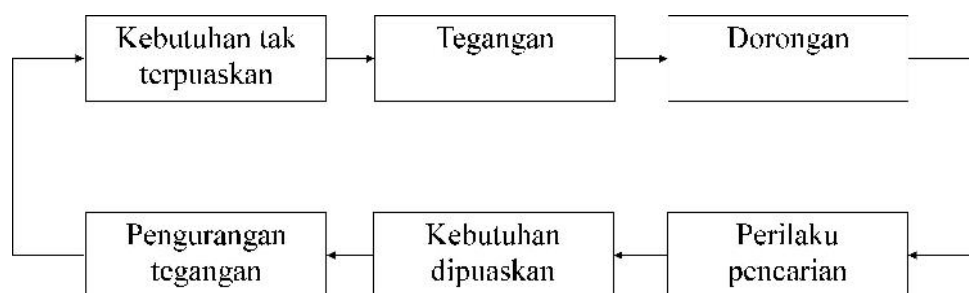 Kebutuhan tak
terpuaskan
Tegangan
Dorongan
Pengurangan
tegangan
Kebutuhan
dipuaskan
Perilaku
pencarian